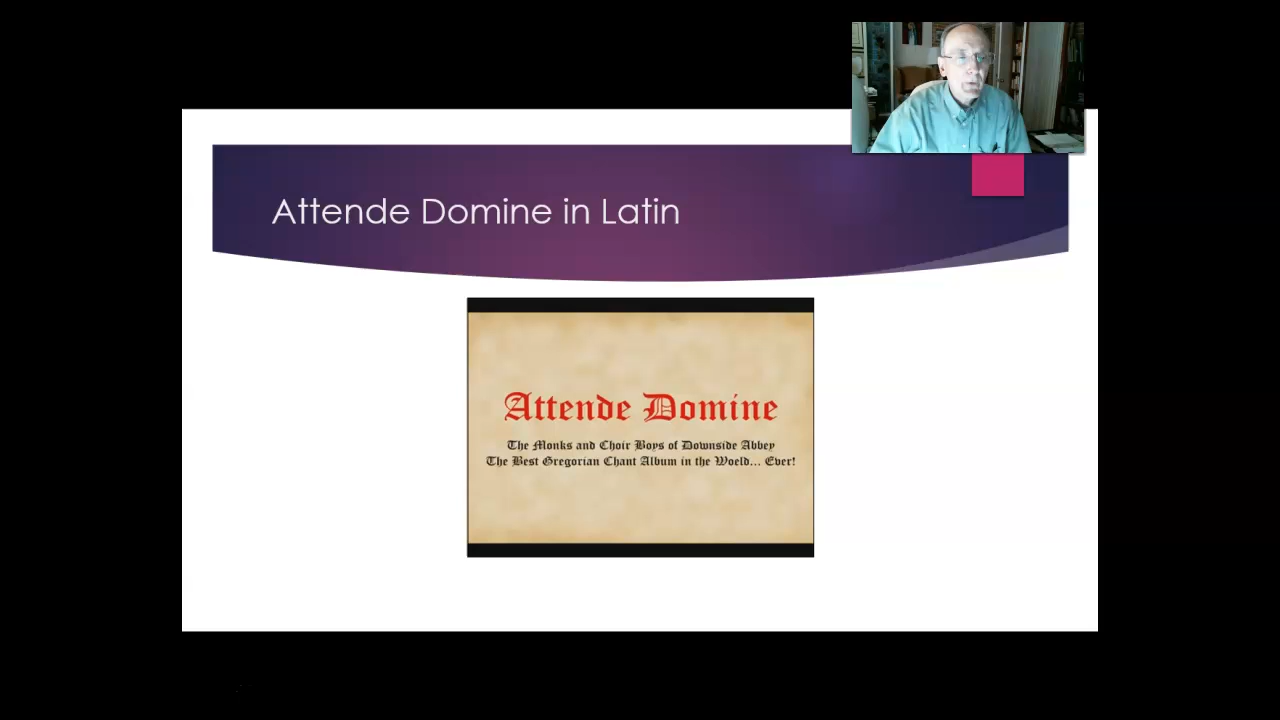 Attende Domine in Latin
Attende Domine
The Monks and Choir Boys of Downside Abbey
The Best Gregorian Chant Album in the Woeld... Ever!